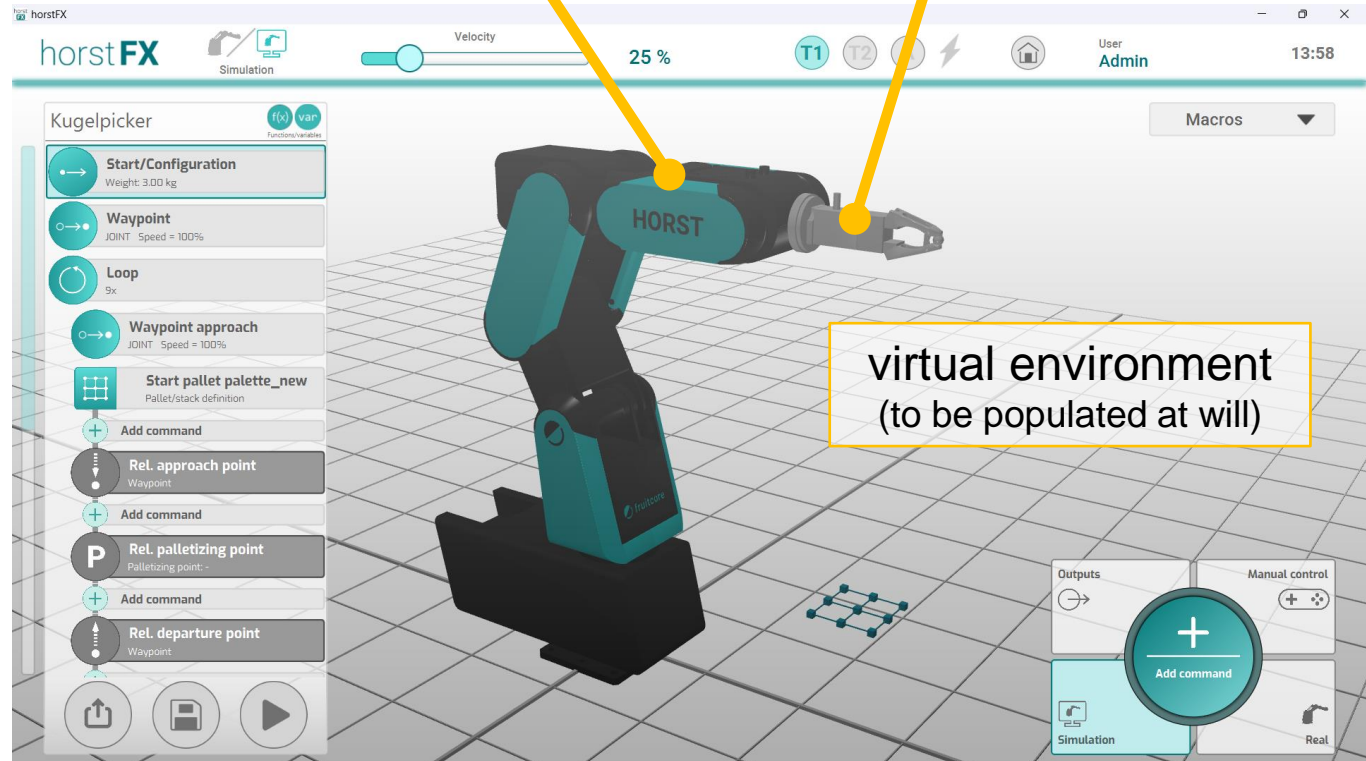 horstFX
horstFX
Simulation
Velocity
25 %
T1
T2
User
Admin
13:58
Kugelpicker
f(x) var
Functions/variables
Macros
Start/Configuration
Weight: 3.00 kg
Waypoint
JOINT Speed = 100%
Loop
9x
Waypoint approach
JOINT Speed = 100%
Start pallet palette_new
Pallet/stack definition
Add command
Rel. approach point
Waypoint
Add command
P
Rel. palletizing point
Palletizing point: -
Add command
Rel. departure point
Waypoint
HORST
fruitcore
virtual environment
(to be populated at will)
Outputs
Manual control
Add command
Simulation
Real